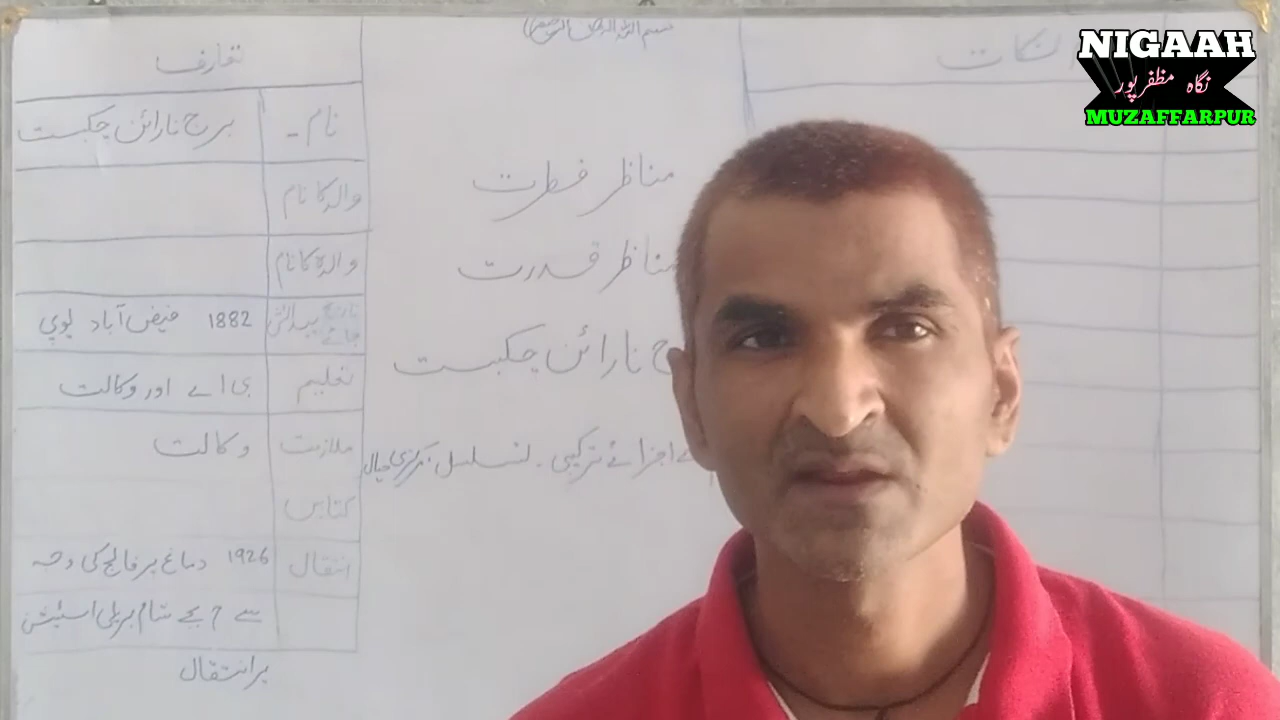 بسم اللہ الرحمن الرحیم
نکات
NIGAAH
نگاہ مظفرپور
MUZAFFARPUR
مناظر فطرت
مناظر قدرت
ج نارائن چکبست
اجزائے ترکیبی۔ تسلسل، مرکزی خیال
تعارف
نام - برج نارائن چکبست
والد کا نام
والدہ کا نام
تاریخ پیدائش جائے 1882 فیض آباد یوپی
تعلیم بی اے اور وکالت
ملازمت وکالت
کتابیں
انتقال 1926 دماغ پر فالج کی وجہ
سے ۲ بجے شام بریلی اسٹیشن
پر انتقال